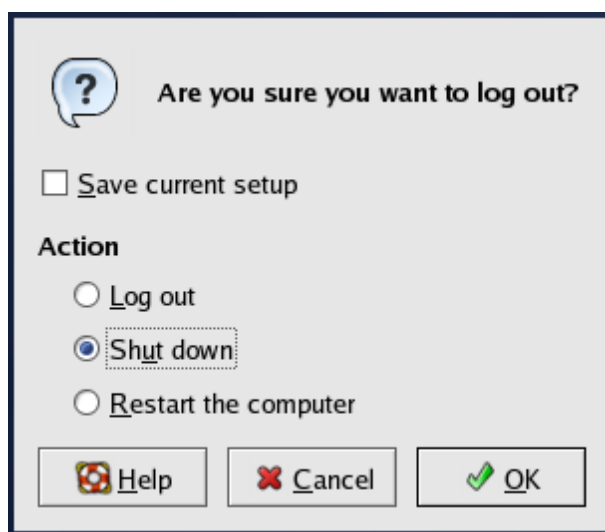 ?
Are you sure you want to log out?
Save current setup
Action
Log out
Shut down
Restart the computer
Help
Cancel
OK